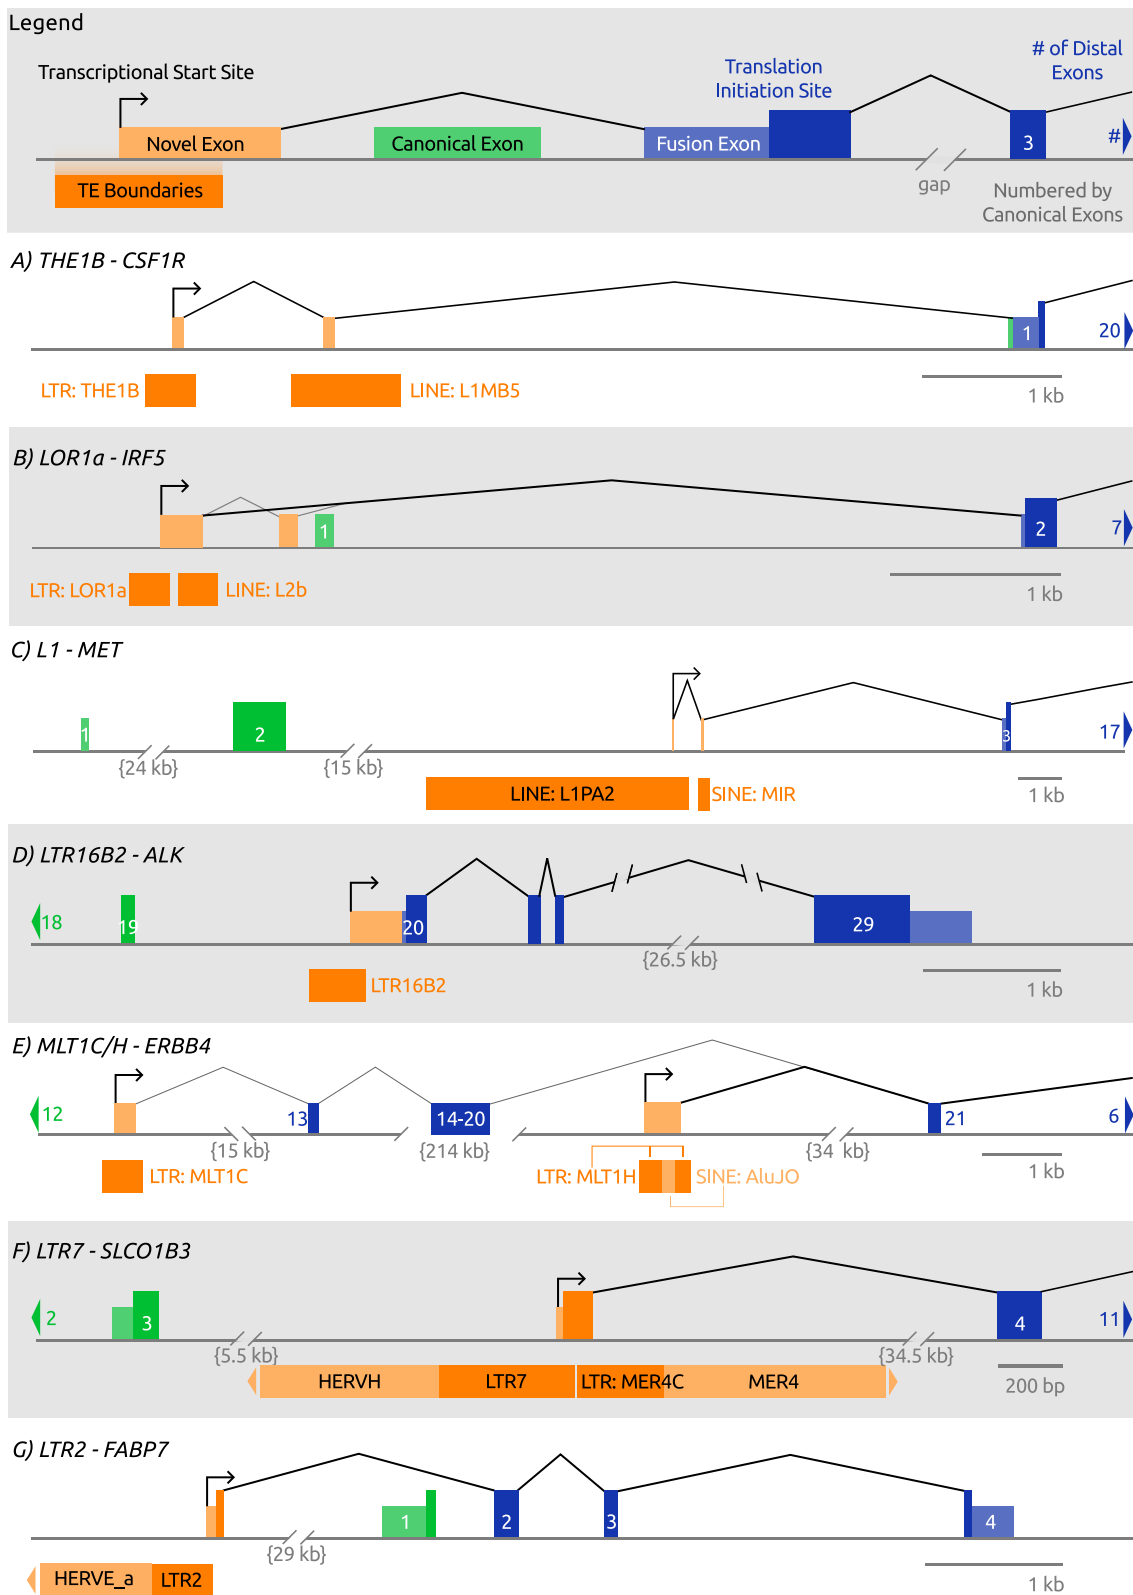 Legend
# of Distal
Exons
Translation
Initiation Site
Transcriptional Start Site
Novel Exon
Canonical Exon
Fusion Exon
3
#
TE Boundaries
gap
Numbered by
Canonical Exons
A) THE1B - CSF1R
1
20
LTR: THE1B
LINE: L1MB5
1 kb
B) LOR1a - IRF5
1
2
7
LTR: LOR1a
LINE: L2b
1 kb
C) L1 - MET
1
2
3
17
{24 kb}
{15 kb}
LINE: L1PA2
SINE: MIR
1 kb
D) LTR16B2 - ALK
18
19
20
29
{26.5 kb}
LTR16B2
1 kb
E) MLT1C/H - ERBB4
12
13
14-20
21
6
{15 kb}
{214 kb}
{34 kb}
LTR: MLT1C
LTR: MLT1H
SINE: AluJO
1 kb
F) LTR7 - SLCO1B3
2
3
4
11
{5.5 kb}
{34.5 kb}
HERVH
LTR7
LTR: MER4C
MER4
200 bp
G) LTR2 - FABP7
1
2
3
4
{29 kb}
HERVE_a
LTR2
1 kb